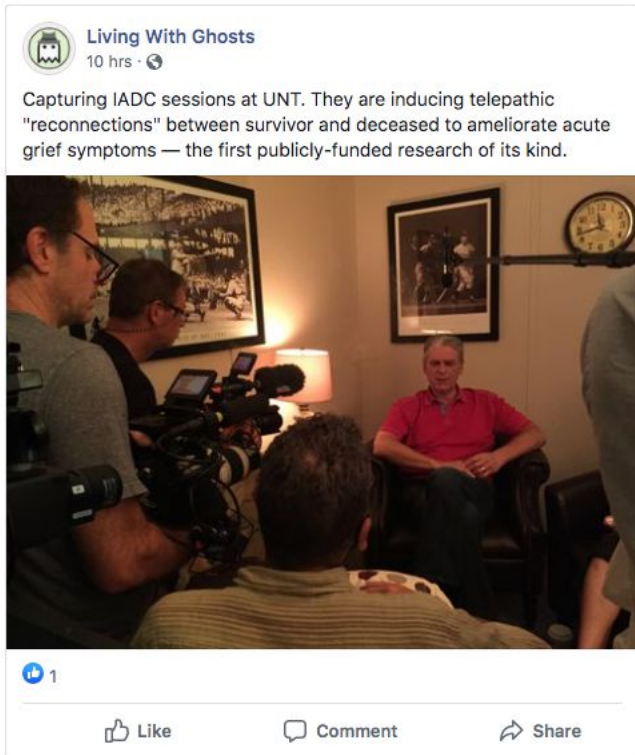 Living With Ghosts
10 hrs ·
Capturing IADC sessions at UNT. They are inducing telepathic
"reconnections" between survivor and deceased to ameliorate acute
grief symptoms — the first publicly-funded research of its kind.
1
Like Comment Share